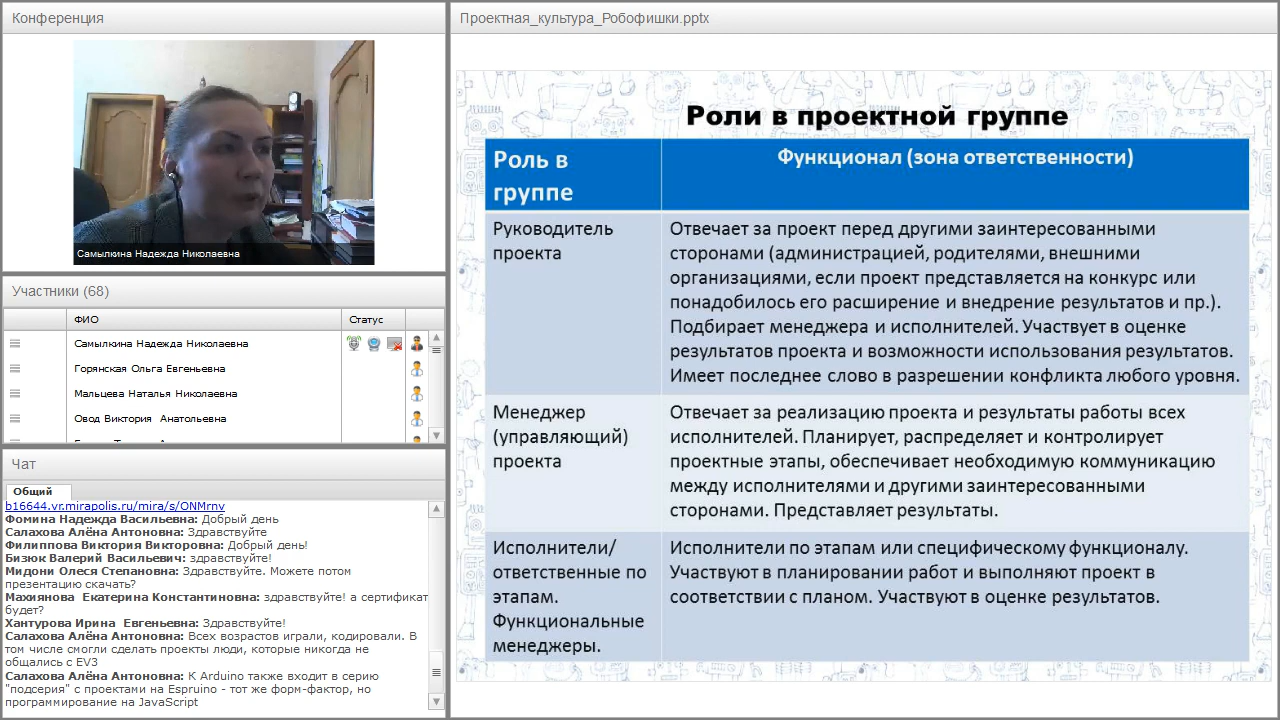 Конференция
Самылкина Надежда Николаевна
Участники (68)
ФИО
Статус
Самылкина Надежда Николаевна
Горянская Ольга Евгеньевна
Мальцева Наталья Николаевна
Овод Виктория Анатольевна
Чат
Общий
b16644.vr.mirapolis.ru/mira/s/ONMrnv
Фомина Надежда Васильевна: Добрый день
Салахова Алёна Антоновна: Здравствуйте
Филиппова Виктория Викторовна: Добрый день!
Бизюк Валерий Васильевич: здравствуйте!
Мидони Олеся Степановна: Здравствуйте. Можете потом
презентацию скачать?
Махиянова Екатерина Константиновна: здравствуйте! а сертификат
будет?
Хантурова Ирина Евгеньевна: Здравствуйте!
Салахова Алёна Антоновна: Всех возрастов играли, кодировали. В
том числе смогли сделать проекты люди, которые никогда не
общались с EV3
Салахова Алёна Антоновна: К Arduino также входит в серию
"подсерия" с проектами на Espruino - тот же форм-фактор, но
программирование на JavaScript
Проектная_культура_Робофишки.pptx
Роли в проектной группе
Роль в
группе
Функционал (зона ответственности)
Руководитель
проекта
Отвечает за проект перед другими заинтересованными
сторонами (администрацией, родителями, внешними
организациями, если проект представляется на конкурс или
понадобилось его расширение и внедрение результатов и пр.).
Подбирает менеджера и исполнителей. Участвует в оценке
результатов проекта и возможности использования результатов.
Имеет последнее слово в разрешении конфликта любого уровня.
Менеджер
(управляющий)
проекта
Отвечает за реализацию проекта и результаты работы всех
исполнителей. Планирует, распределяет и контролирует
проектные этапы, обеспечивает необходимую коммуникацию
между исполнителями и другими заинтересованными
сторонами. Представляет результаты.
Исполнители/
ответственные по
этапам.
Функциональные
менеджеры.
Исполнители по этапам или специфическому функционалу.
Участвуют в планировании работ и выполняют проект в
соответствии с планом. Участвуют в оценке результатов.